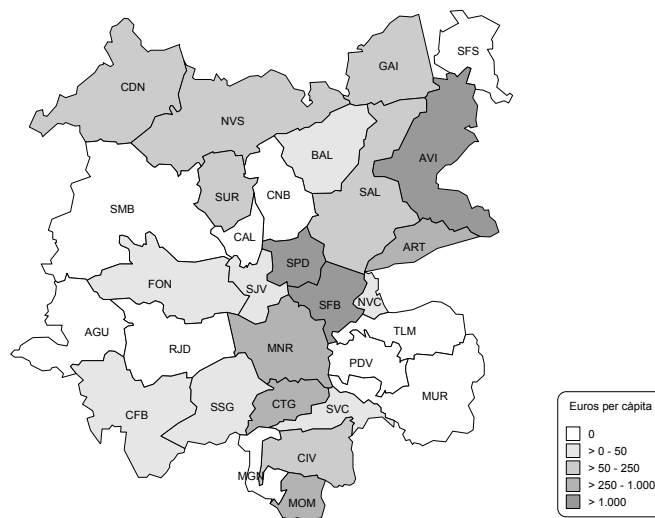 SFS
GAI
CDN
NVS
BAL
AVI
SUR
CNB
SAL
SMB
CAL
ART
SPD
FON
SJV
SFB
NVC
AGU
RJD
MNR
TLM
PDV
MUR
CFB
SSG
CTG
SVC
CIV
MGN
MOM
Euros per càpita
0
> 0 - 50
> 50 - 250
> 250 - 1.000
> 1.000